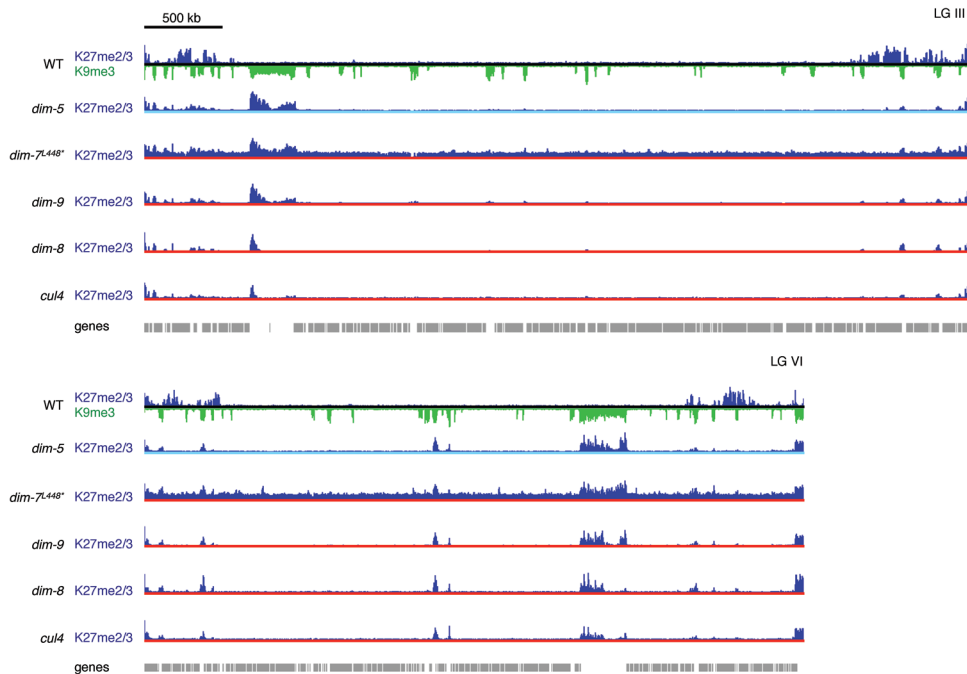 500 kb
LG III
WT K27me2/3
K9me3
dim-5 K27me2/3
dim-7L448* K27me2/3
dim-9 K27me2/3
dim-8 K27me2/3
cul4 K27me2/3
genes
LG VI
WT K27me2/3
K9me3
dim-5 K27me2/3
dim-7L448* K27me2/3
dim-9 K27me2/3
dim-8 K27me2/3
cul4 K27me2/3
genes